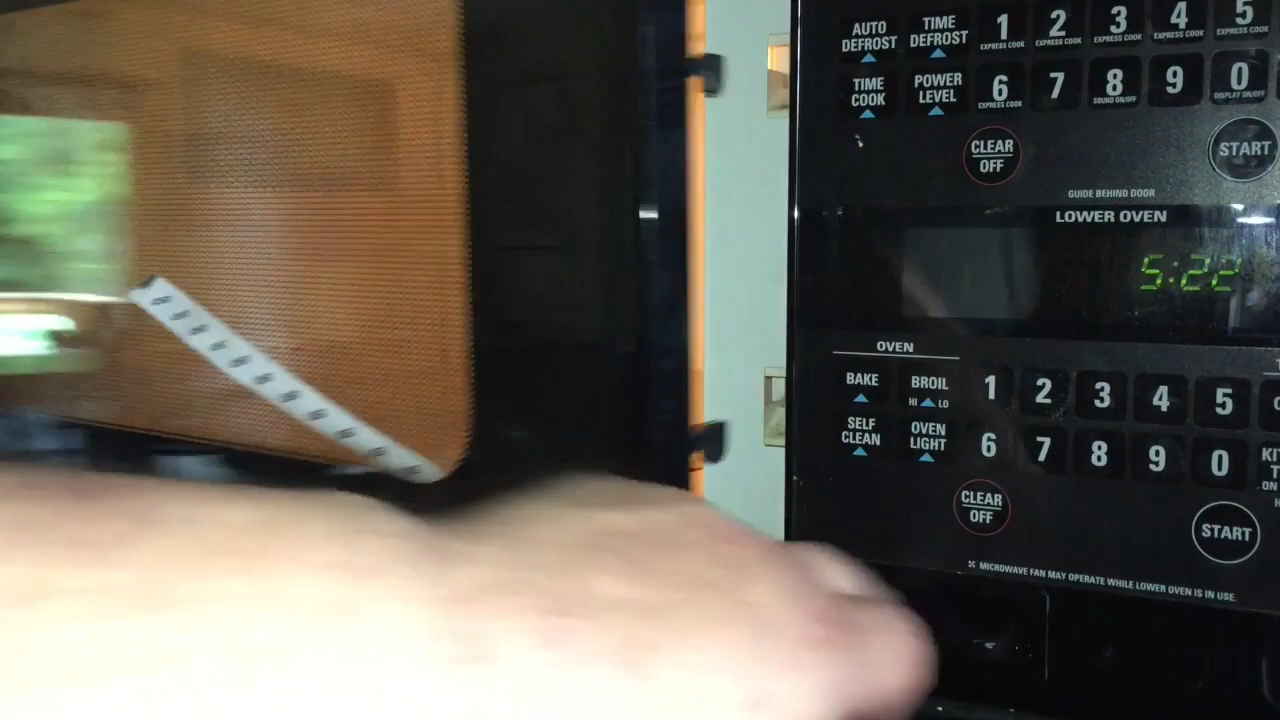 AUTO DEFROST TIME DEFROST 1 EXPRESS COOK 2 EXPRESS COOK 3 EXPRESS COOK 4 EXPRESS COOK 5 EXPRESS COOK
TIME COOK POWER LEVEL 6 EXPRESS COOK 7 8 SOUND ON/OFF 9 0 DISPLAY ON/OFF
CLEAR OFF START
GUIDE BEHIND DOOR
LOWER OVEN
5:22
OVEN
BAKE BROIL HI LO 1 2 3 4 5
SELF CLEAN OVEN LIGHT 6 7 8 9 0
CLEAR OFF START
MICROWAVE FAN MAY OPERATE WHILE LOWER OVEN IS IN USE.